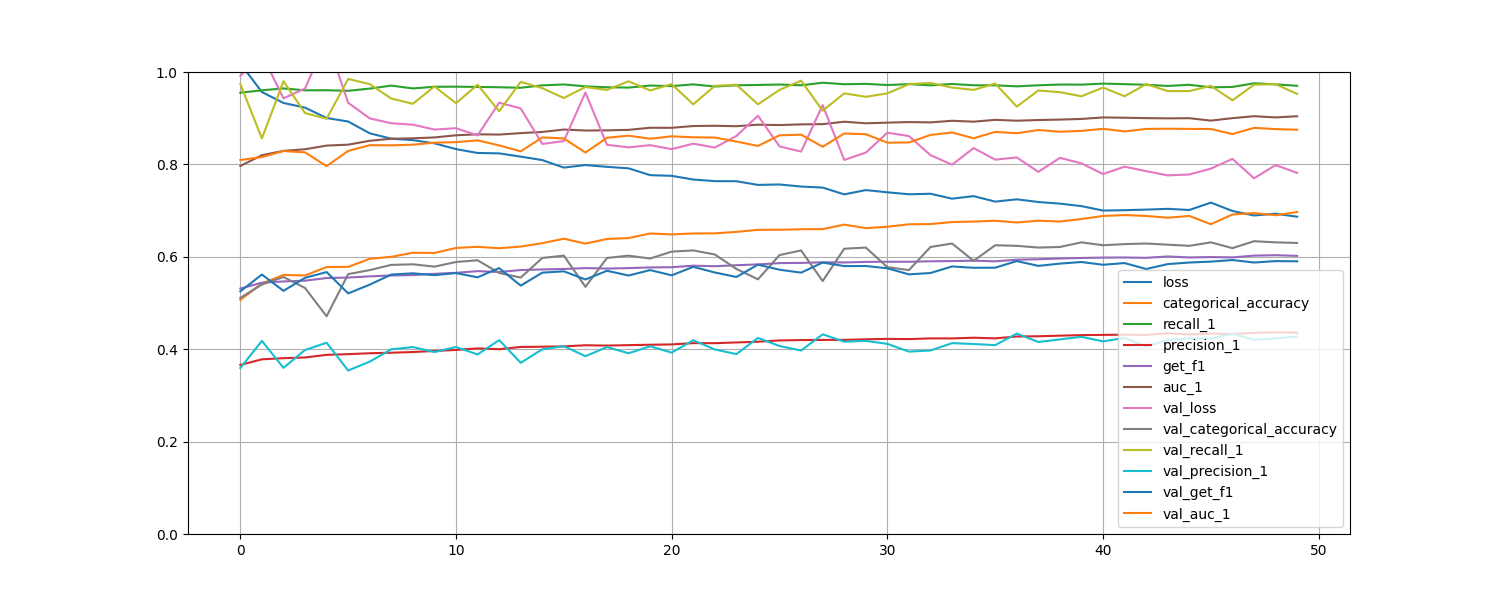 1.0
0.8
0.6
0.4
0.2
0.0
0 10 20 30 40 50
loss
categorical_accuracy
recall_1
precision_1
get_f1
auc_1
val_loss
val_categorical_accuracy
val_recall_1
val_precision_1
val_get_f1
val_auc_1